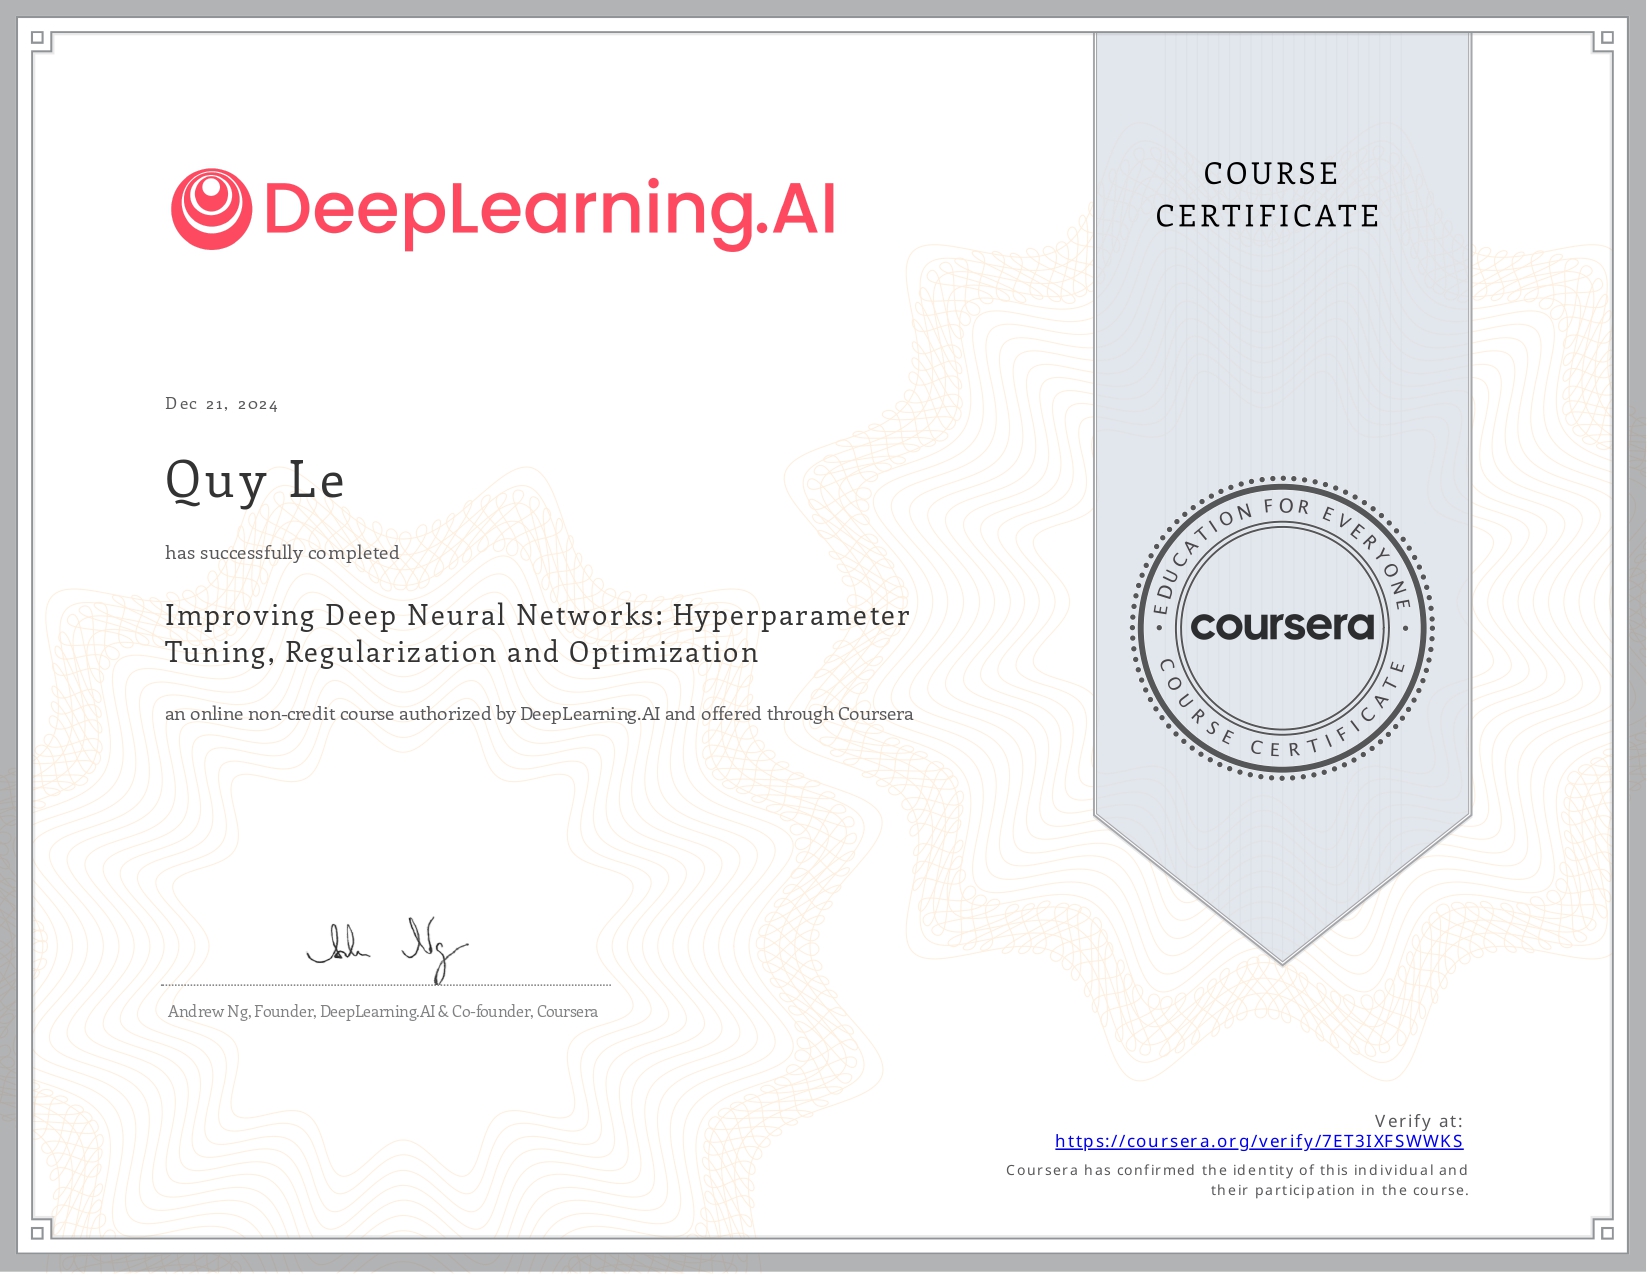 DeepLearning.AI
COURSE
CERTIFICATE
Dec 21, 2024
Quy Le
has successfully completed
Improving Deep Neural Networks: Hyperparameter
Tuning, Regularization and Optimization
an online non-credit course authorized by DeepLearning.AI and offered through Coursera
EDUCATION FOR EVERYONE
coursera
COURSE CERTIFICATE
Andrew Ng, Founder, DeepLearning.AI & Co-founder, Coursera
Verify at:
https://coursera.org/verify/7ET3IXFSWWKS
Coursera has confirmed the identity of this individual and
their participation in the course.